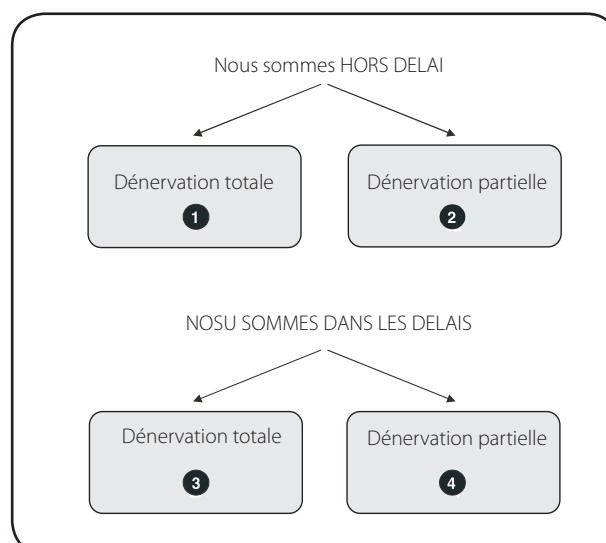 Nous sommes HORS DELAI
Dénervation totale
1
Dénervation partielle
2
NOSU SOMMES DANS LES DELAIS
Dénervation totale
3
Dénervation partielle
4